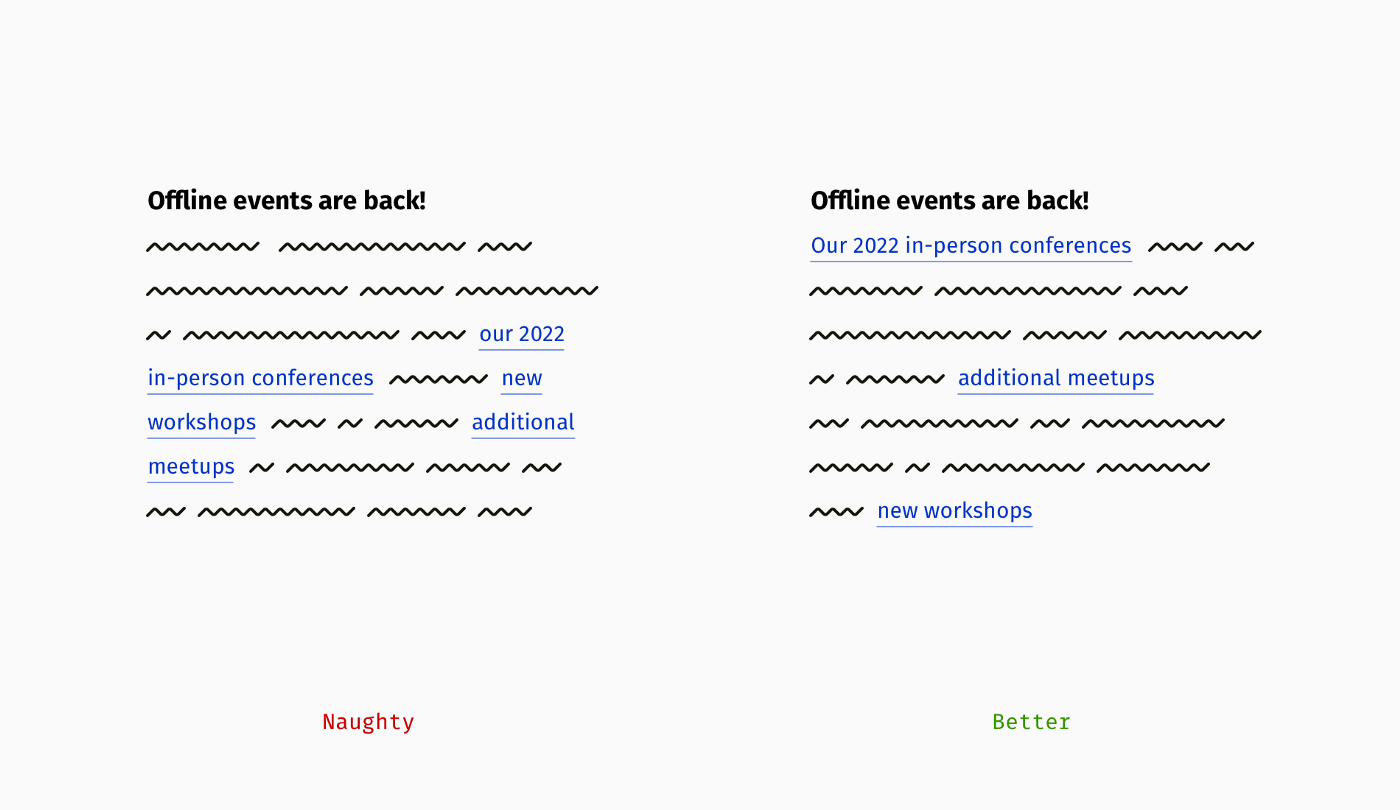 Offline events are back!
our 2022
in-person conferences new
workshops additional
meetups
Naughty
Offline events are back!
Our 2022 in-person conferences
additional meetups
new workshops
Better